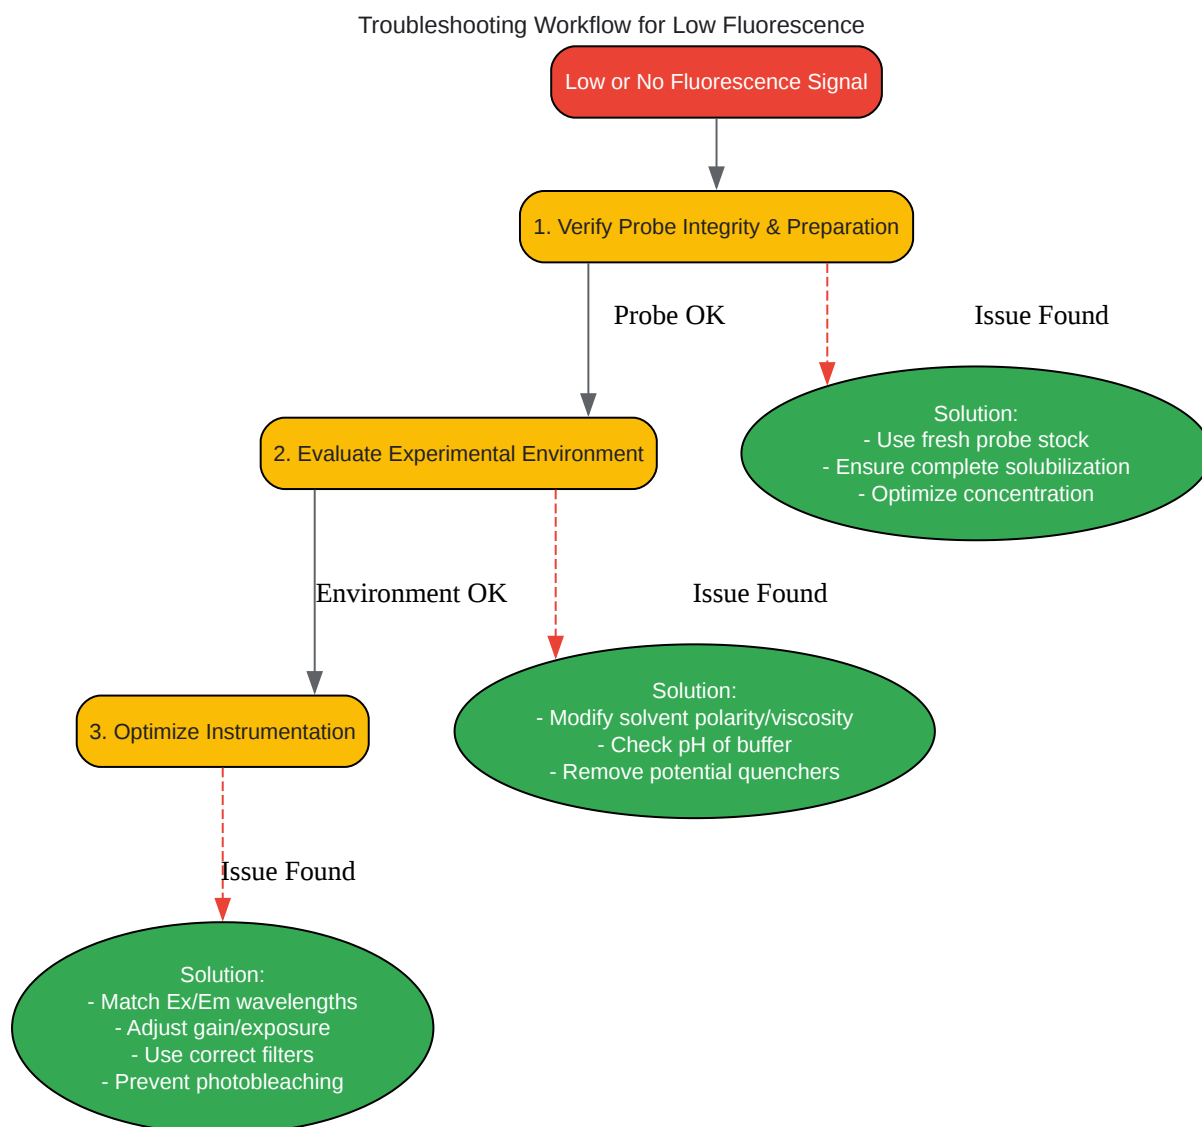 Troubleshooting Workflow for Low Fluorescence
Low or No Fluorescence Signal
1. Verify Probe Integrity & Preparation
Probe OK
Issue Found
Solution:
- Use fresh probe stock
- Ensure complete solubilization
- Optimize concentration
2. Evaluate Experimental Environment
Environment OK
Issue Found
Solution:
- Modify solvent polarity/viscosity
- Check pH of buffer
- Remove potential quenchers
3. Optimize Instrumentation
Issue Found
Solution:
- Match Ex/Em wavelengths
- Adjust gain/exposure
- Use correct filters
- Prevent photobleaching